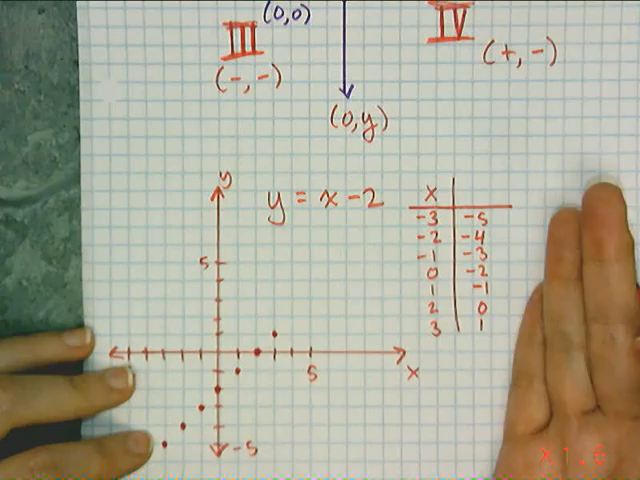 (0,0)
III
IV
(-,-)
(+,-)
(0,y)
y
y = x - 2
x
-3 -5
-2 -4
-1 -3
0 -2
1 -1
2 0
3 1
5
5
x
-5